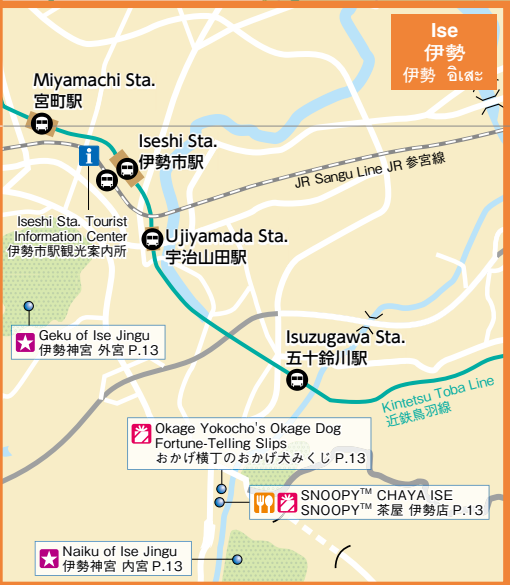 Ise
伊勢
伊勢 อิเสะ
Miyamachi Sta.
宮町駅
Iseshi Sta.
伊勢市駅
JR Sangu Line JR 参宮線
Iseshi Sta. Tourist
Information Center
伊勢市駅観光案内所
Ujiyamada Sta.
宇治山田駅
Geku of Ise Jingu
伊勢神宮 外宮 P.13
Isuzugawa Sta.
五十鈴川駅
Kintetsu Toba Line
近鉄鳥羽線
Okage Yokocho's Okage Dog
Fortune-Telling Slips
おかげ横丁のおかげ犬みくじ P.13
SNOOPY™ CHAYA ISE
SNOOPY™ 茶屋 伊勢店 P.13
Naiku of Ise Jingu
伊勢神宮 内宮 P.13